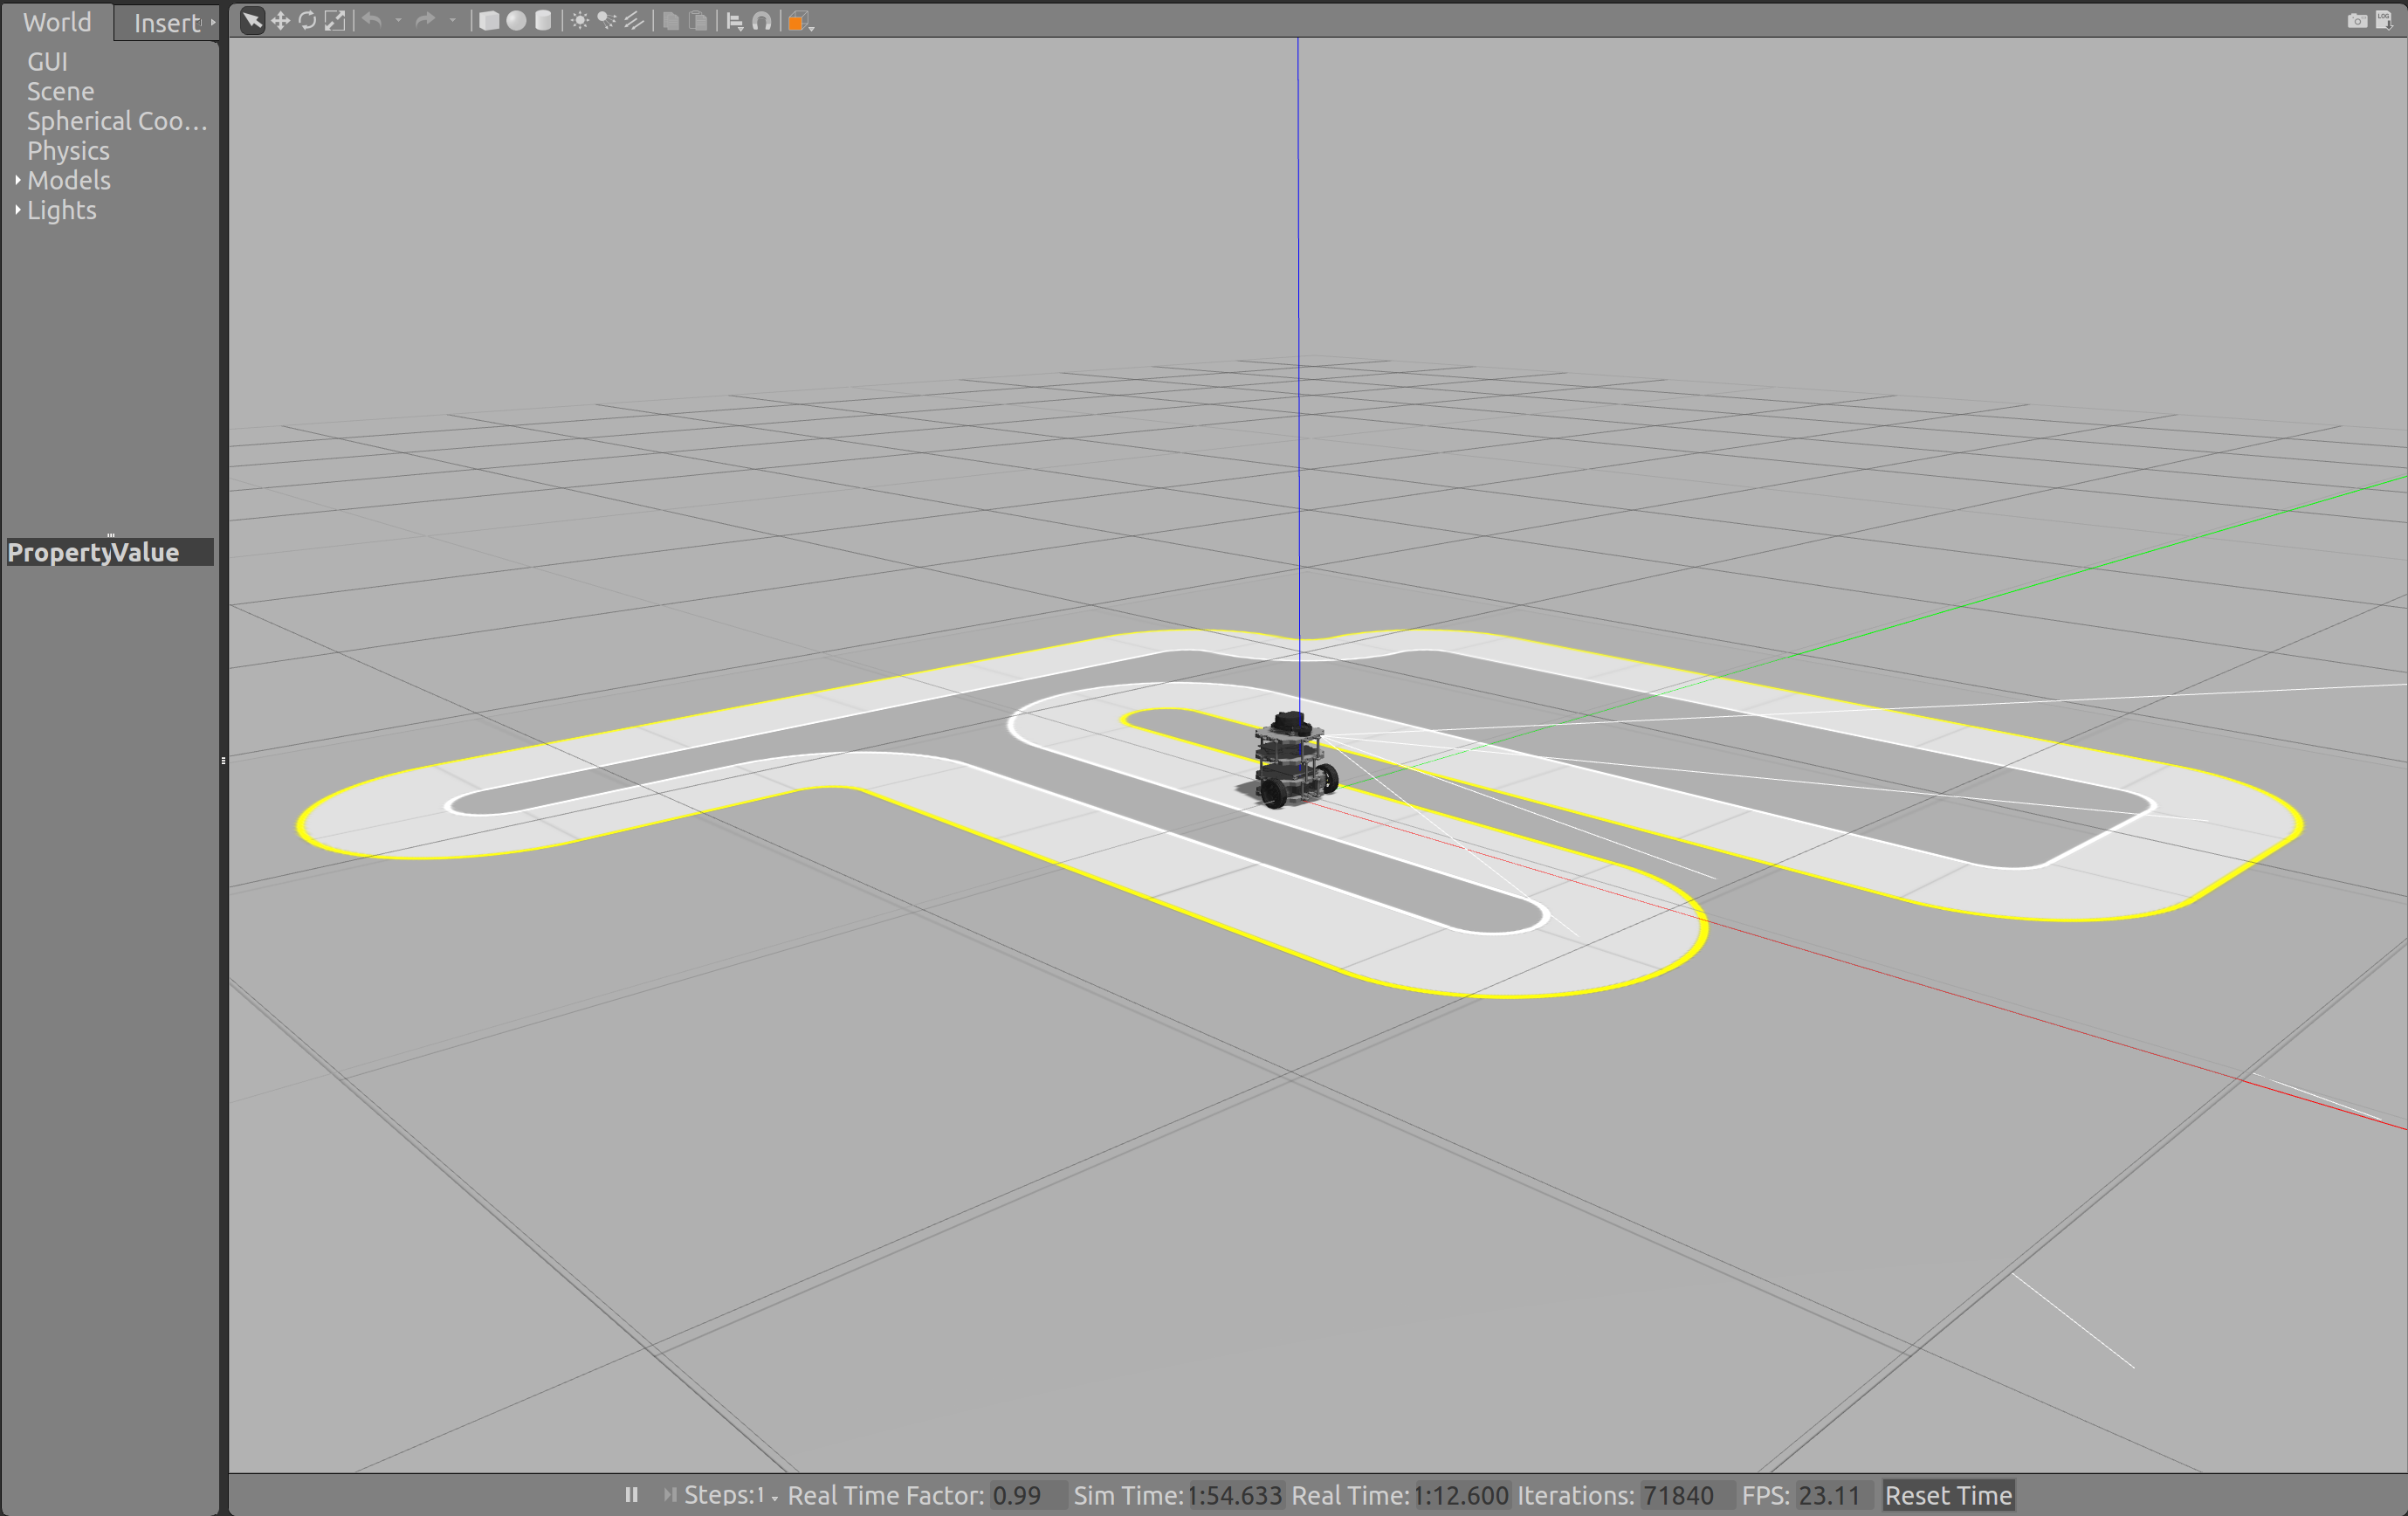 World Insert
GUI
Scene
Spherical Coo...
Physics
Models
Lights
Property Value
LOG
Steps: 1 Real Time Factor: 0.99 Sim Time: 1:54.633 Real Time: 1:12.600 Iterations: 71840 FPS: 23.11 Reset Time